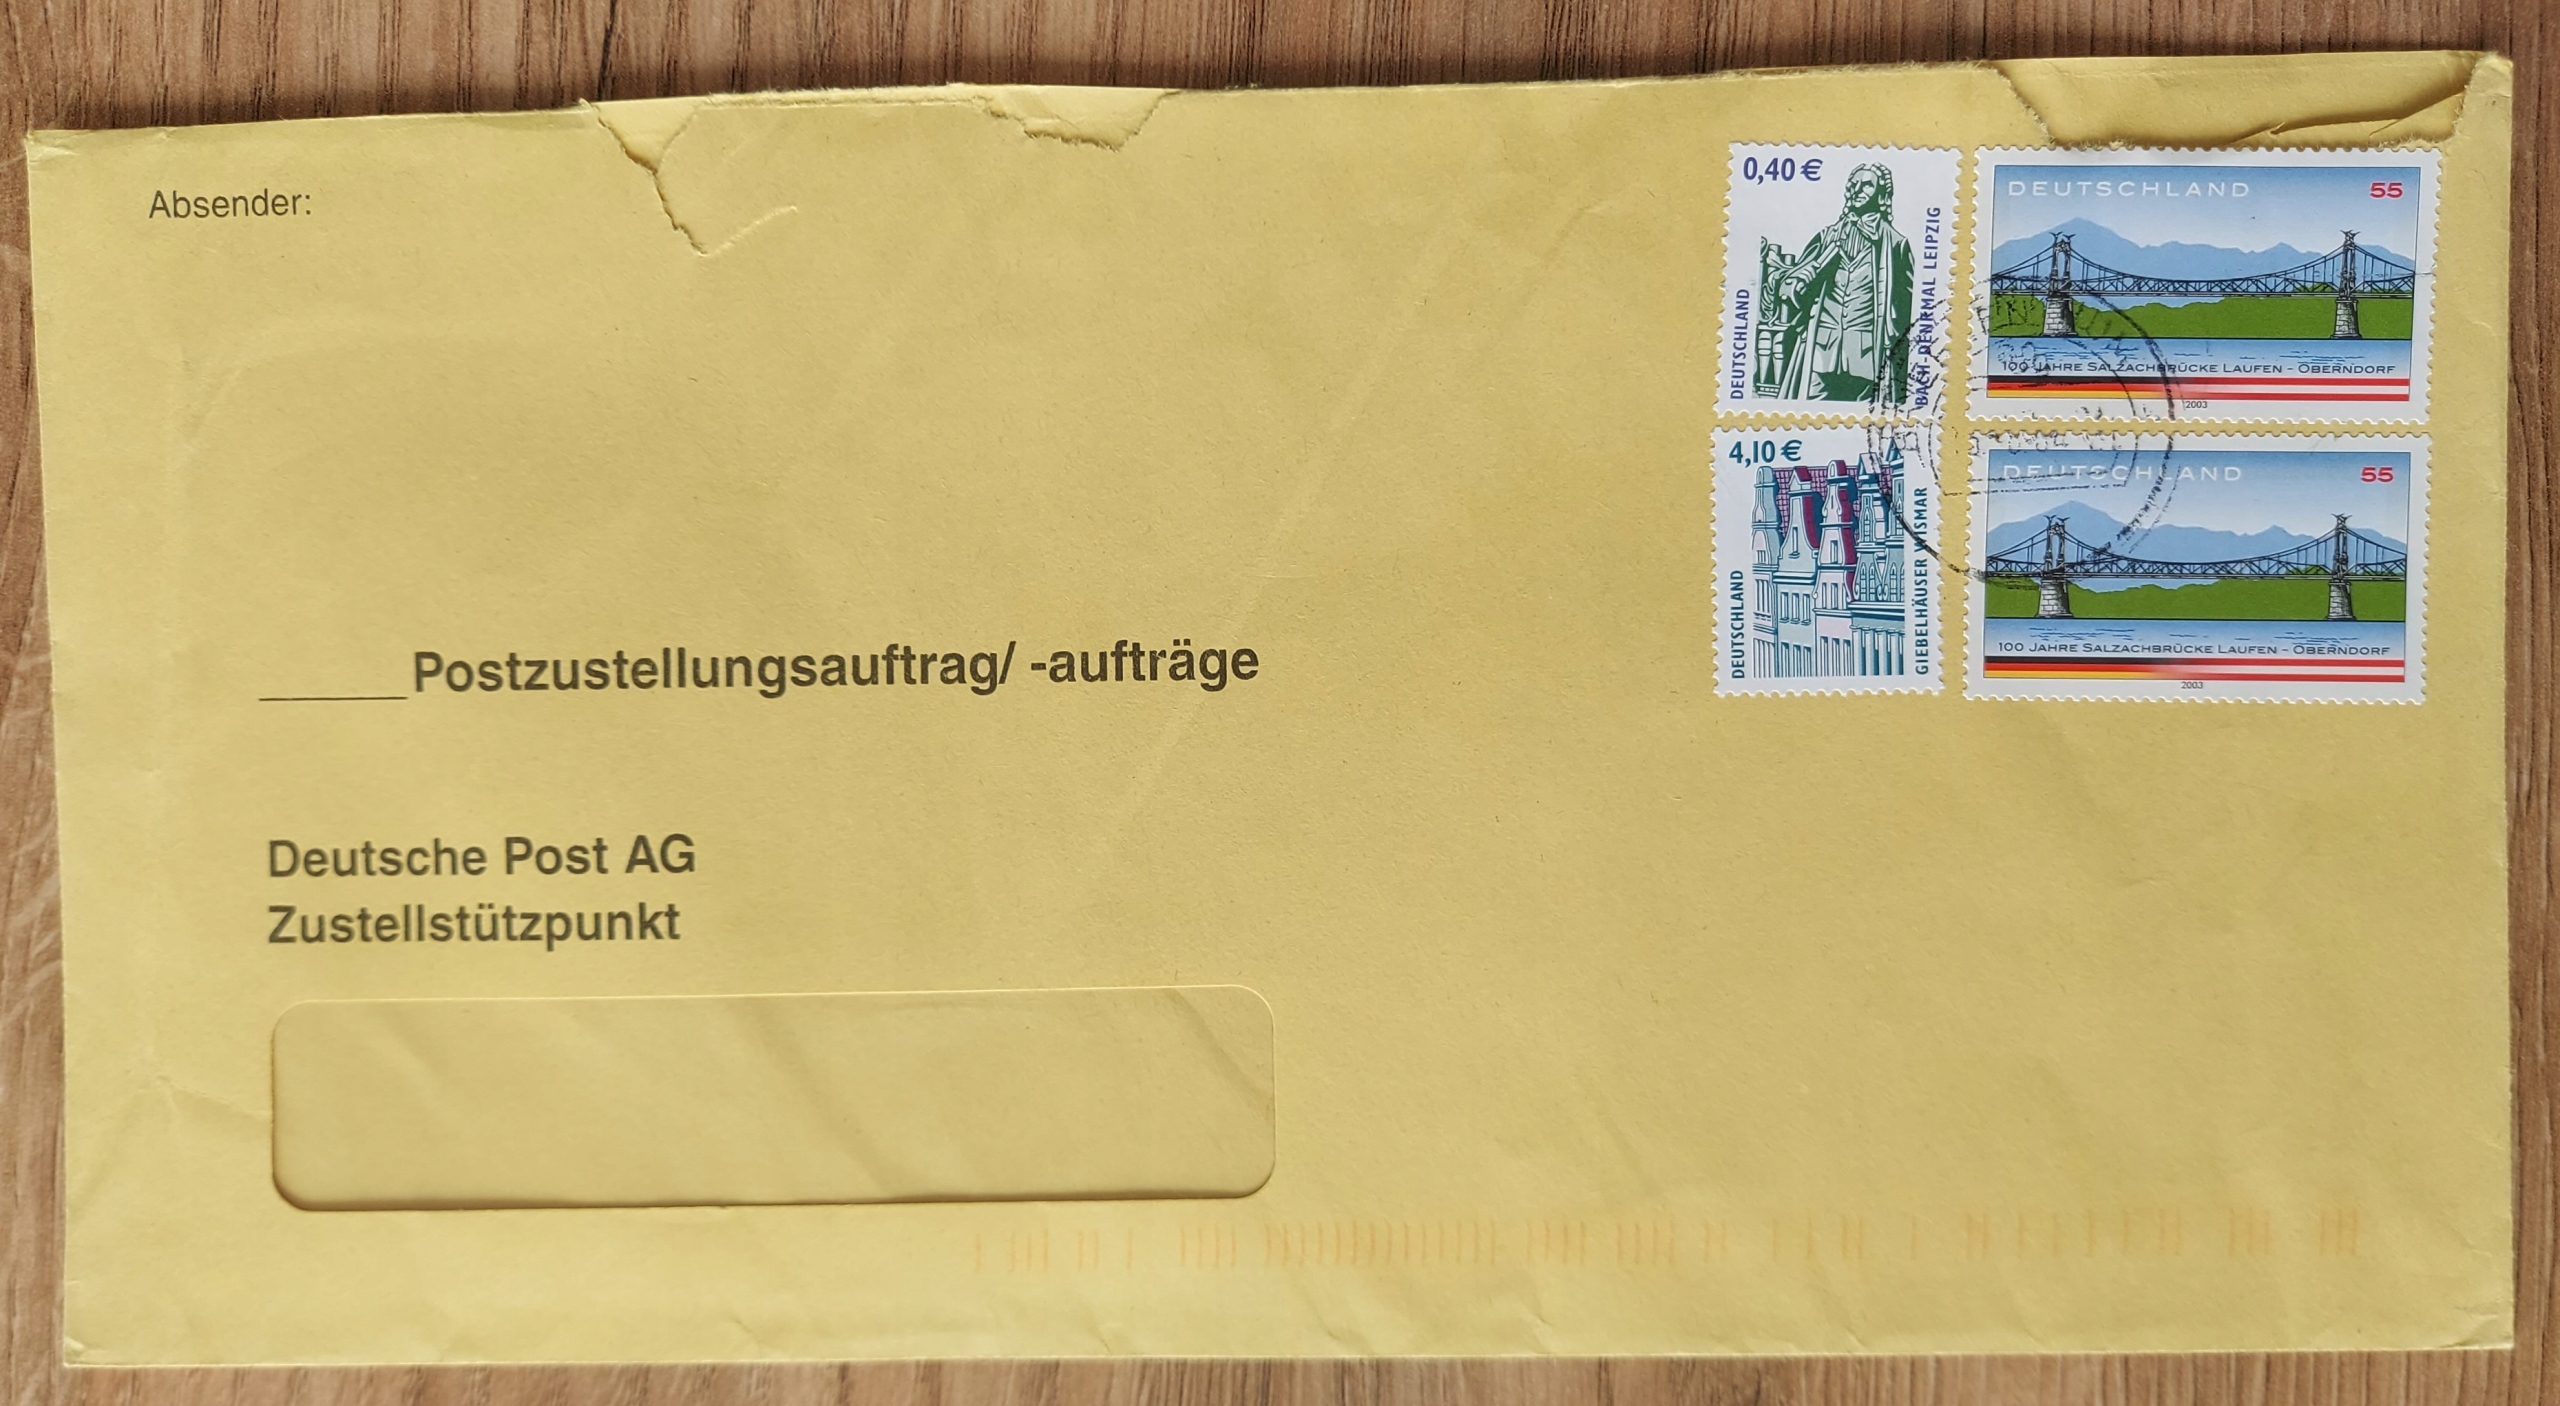 Absender:
0,40 €
DEUTSCHLAND
BACH-DENKMAL LEIPZIG
DEUTSCHLAND 55
100 JAHRE SALZACHBRÜCKE LAUFEN - OBERNDORF
2003
4,10 €
DEUTSCHLAND
GIEBELHÄUSER WISMAR
DEUTSCHLAND 55
100 JAHRE SALZACHBRÜCKE LAUFEN - OBERNDORF
2003
_____Postzustellungsauftrag/ -aufträge
Deutsche Post AG
Zustellstützpunkt